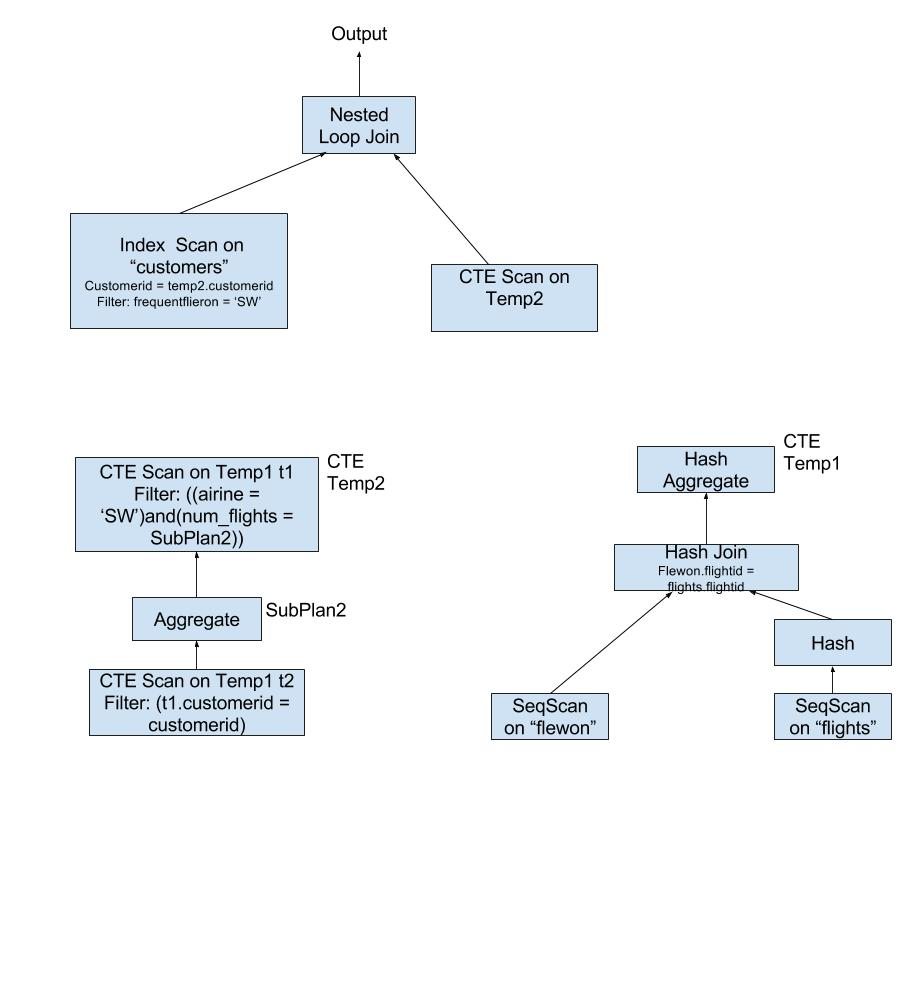 Output
Nested
Loop Join
Index  Scan on
“customers”
Customerid = temp2.customerid
Filter: frequentflieron = ‘SW’
CTE Scan on
Temp2
CTE Scan on Temp1 t1
Filter: ((airine =
‘SW’)and(num_flights =
SubPlan2))
CTE
Temp2
Aggregate
SubPlan2
CTE Scan on Temp1 t2
Filter: (t1.customerid =
customerid)
Hash
Aggregate
CTE
Temp1
Hash Join
Flewon.flightid =
flights.flightid
Hash
SeqScan
on “flewon”
SeqScan
on “flights”